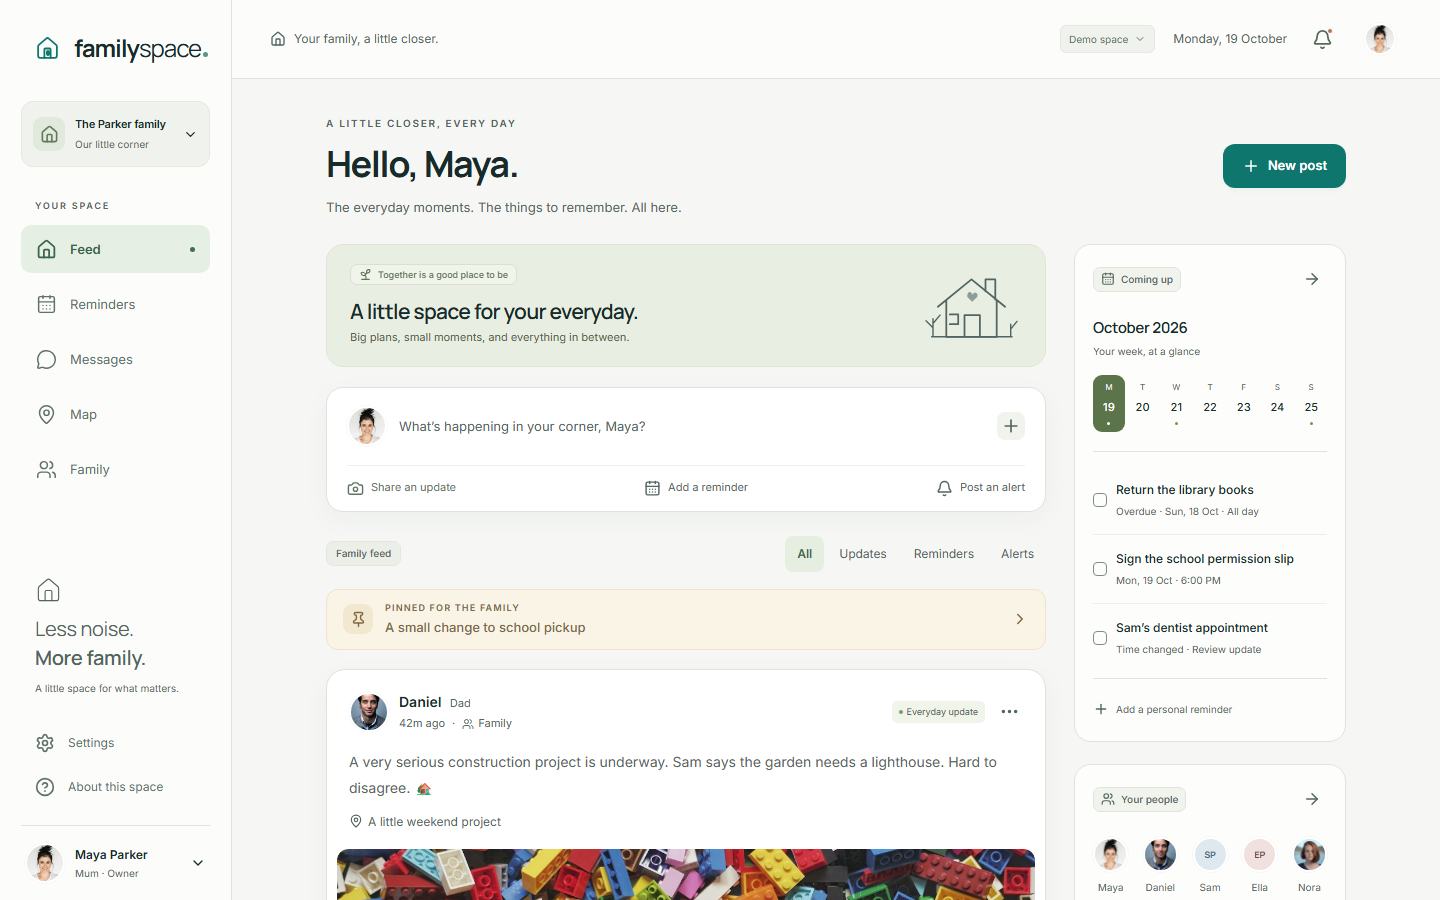 familyspace.
The Parker family
Our little corner
YOUR SPACE
Feed
Reminders
Messages
Map
Family
Less noise.
More family.
A little space for what matters.
Settings
About this space
Maya Parker
Mum · Owner
Your family, a little closer.
Demo space
Monday, 19 October
A LITTLE CLOSER, EVERY DAY
Hello, Maya.
The everyday moments. The things to remember. All here.
New post
Together is a good place to be
A little space for your everyday.
Big plans, small moments, and everything in between.
What's happening in your corner, Maya?
Share an update
Add a reminder
Post an alert
Family feed
All
Updates
Reminders
Alerts
PINNED FOR THE FAMILY
A small change to school pickup
Daniel Dad
42m ago · Family
Everyday update
A very serious construction project is underway. Sam says the garden needs a lighthouse. Hard to
disagree.
A little weekend project
Coming up
October 2026
Your week, at a glance
M T W T F S S
19 20 21 22 23 24 25
Return the library books
Overdue · Sun, 18 Oct · All day
Sign the school permission slip
Mon, 19 Oct · 6:00 PM
Sam's dentist appointment
Time changed · Review update
Add a personal reminder
Your people
SP EP
Maya Daniel Sam Ella Nora